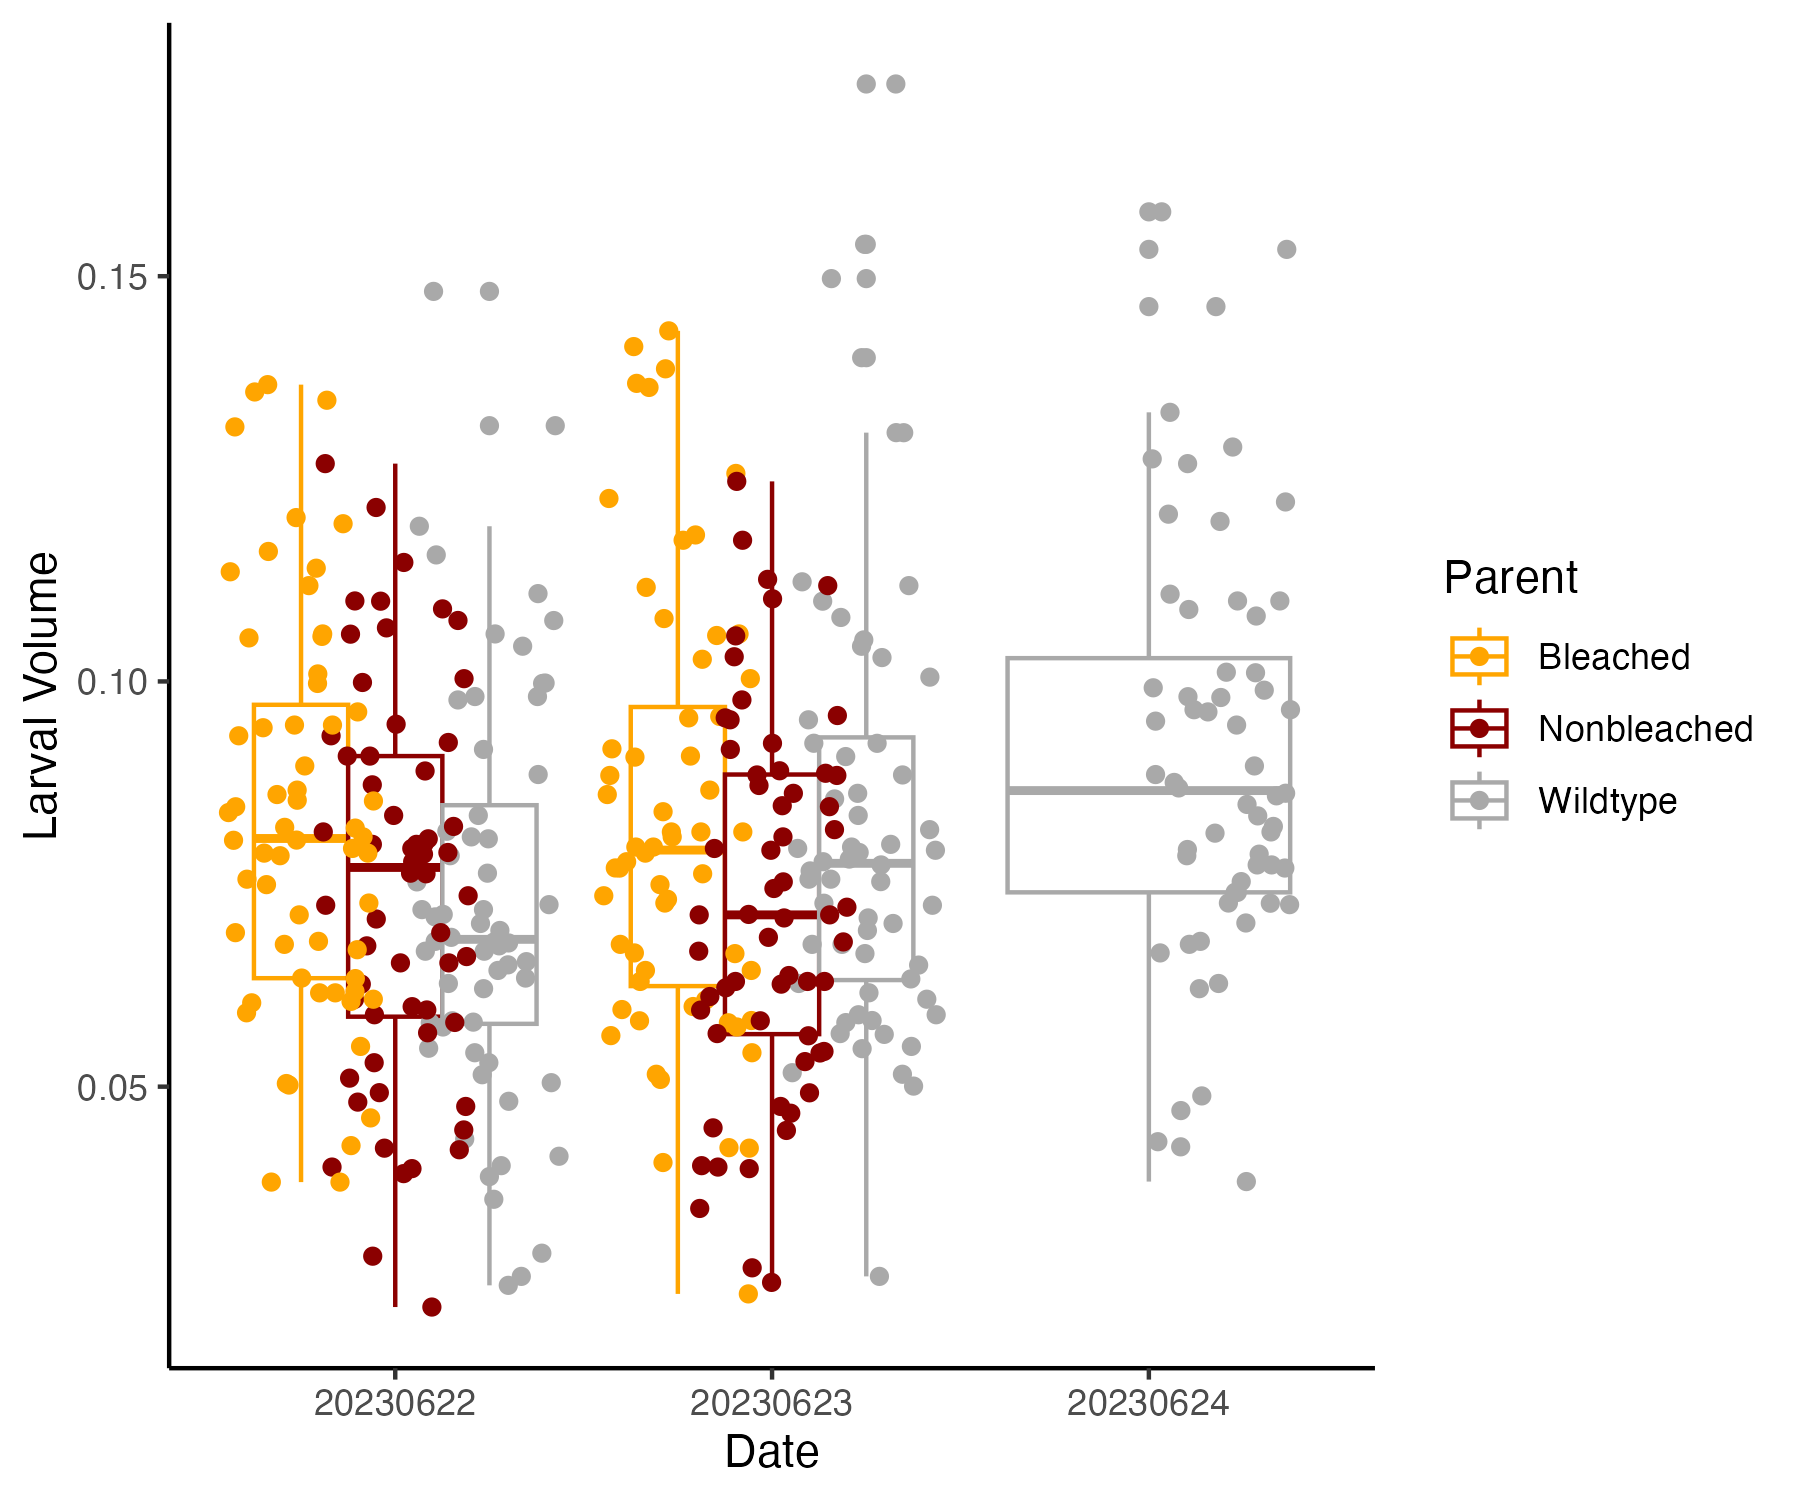 Larval Volume
0.15
0.10
0.05
20230622
20230623
20230624
Date
Parent
Bleached
Nonbleached
Wildtype